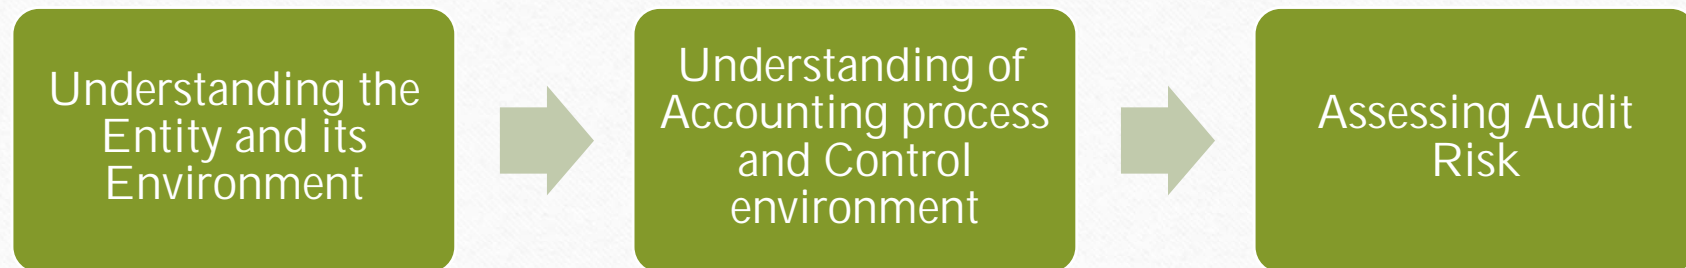 Understanding the
Entity and its
Environment
Understanding of
Accounting process
and Control
environment
Assessing Audit
Risk